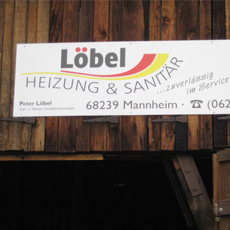 Löbel
HEIZUNG & SANITÄR
...zuverlässig
im Service
Peter Löbel
68239 Mannheim · ☎ (062